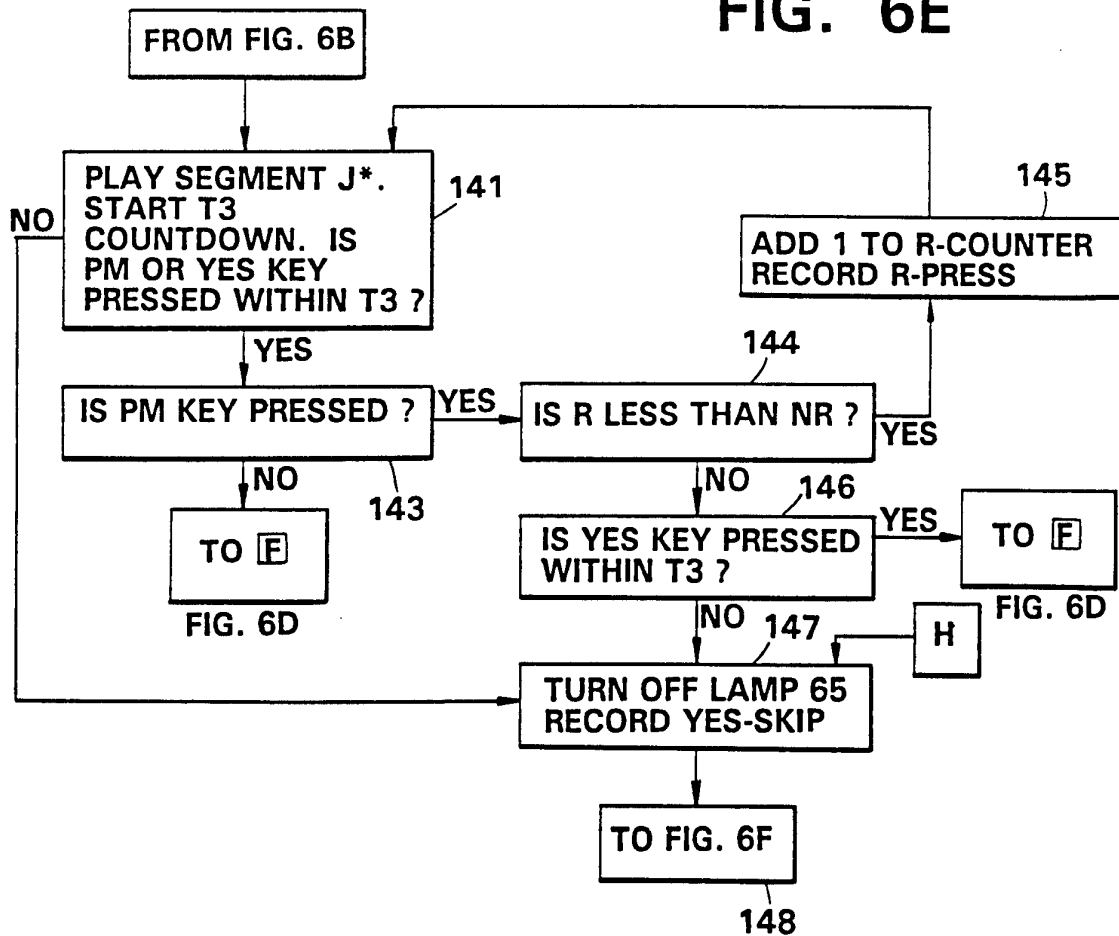 FIG. 6E
FROM FIG. 6B
PLAY SEGMENT J*.
START T3
COUNTDOWN. IS
PM OR YES KEY
PRESSED WITHIN T3 ?
141
NO
YES
145
ADD 1 TO R-COUNTER
RECORD R-PRESS
IS PM KEY PRESSED ?
143
YES
144
IS R LESS THAN NR ?
YES
NO
TO F
FIG. 6D
NO
146
IS YES KEY PRESSED
WITHIN T3 ?
YES
TO F
FIG. 6D
NO
147
H
TURN OFF LAMP 65
RECORD YES-SKIP
TO FIG. 6F
148